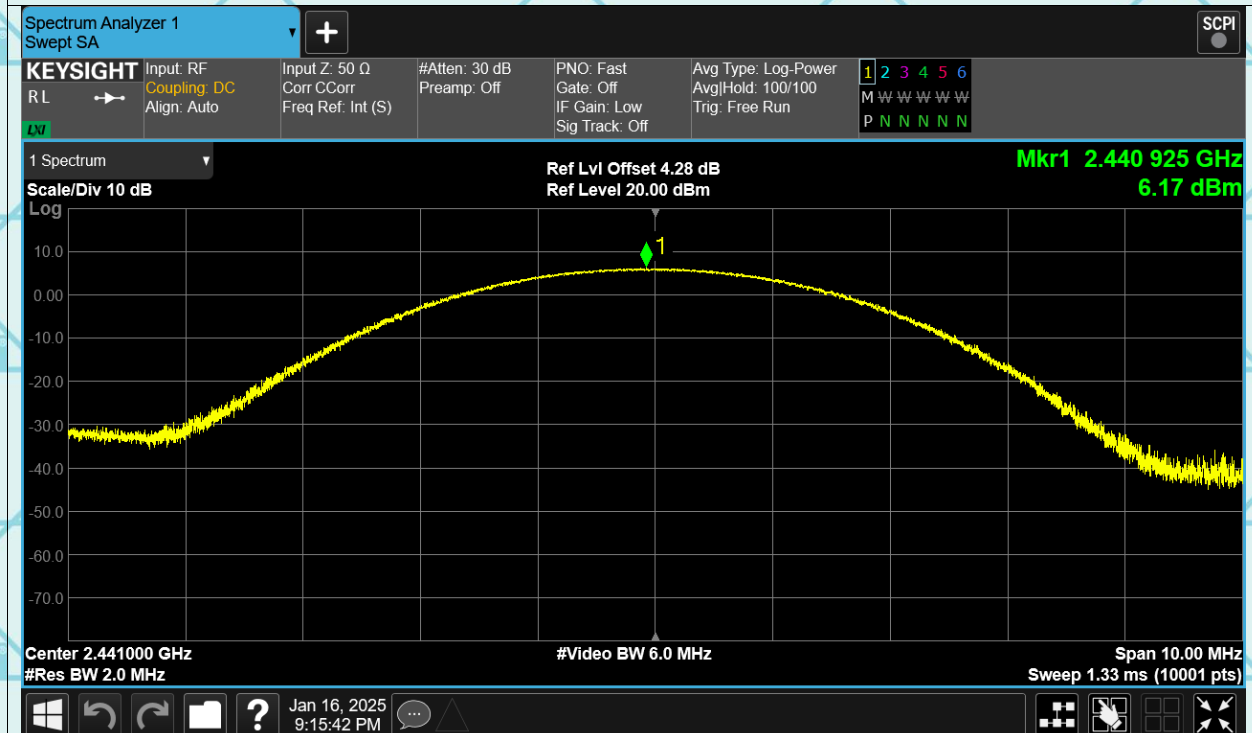 Spectrum Analyzer 1
Swept SA
+
SCPI
KEYSIGHT
RL
LXI
Input: RF
Coupling: DC
Align: Auto
Input Z: 50 Ω
Corr CCorr
Freq Ref: Int (S)
#Atten: 30 dB
Preamp: Off
PNO: Fast
Gate: Off
IF Gain: Low
Sig Track: Off
Avg Type: Log-Power
Avg|Hold: 100/100
Trig: Free Run
1 2 3 4 5 6
M W W W W W
P N N N N N
1 Spectrum
Scale/Div 10 dB
Log
Ref Lvl Offset 4.28 dB
Ref Level 20.00 dBm
Mkr1 2.440 925 GHz
6.17 dBm
1
10.0
0.00
-10.0
-20.0
-30.0
-40.0
-50.0
-60.0
-70.0
Center 2.441000 GHz
#Res BW 2.0 MHz
#Video BW 6.0 MHz
Span 10.00 MHz
Sweep 1.33 ms (10001 pts)
?
Jan 16, 2025
9:15:42 PM